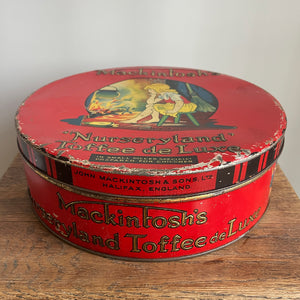 Mackintosh's
'Nurseryland'
Toffee de Luxe
JOHN MACKINTOSH & SONS, LTD
HALIFAX, ENGLAND
Mackintosh's
Nurseryland Toffee de Luxe